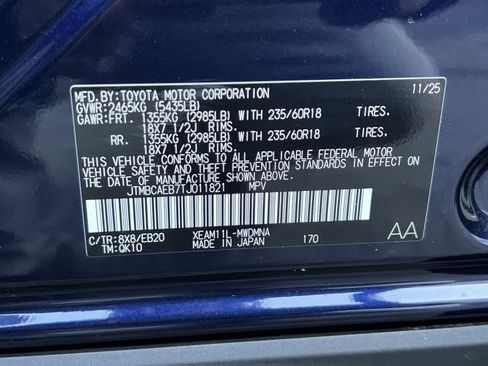 MFD.BY:TOYOTA MOTOR CORPORATION 11/25
GVWR:2465KG (5435LB)
GAWR:FRT. 1355KG (2985LB) WITH 235/60R18 TIRES.
18X7 1/2J RIMS.
RR. 1355KG (2985LB) WITH 235/60R18 TIRES.
18X7 1/2J RIMS.
THIS VEHICLE CONFORMS TO ALL APPLICABLE FEDERAL MOTOR
VEHICLE SAFETY AND THEFT PREVENTION STANDARDS IN EFFECT ON
THE DATE OF MANUFACTURE SHOWN ABOVE.
JTMBCAEB7TJ011821 MPV
C/TR:8X8/EB20 XEAM11L-MWDMNA AA
TM:QK10 MADE IN JAPAN 170